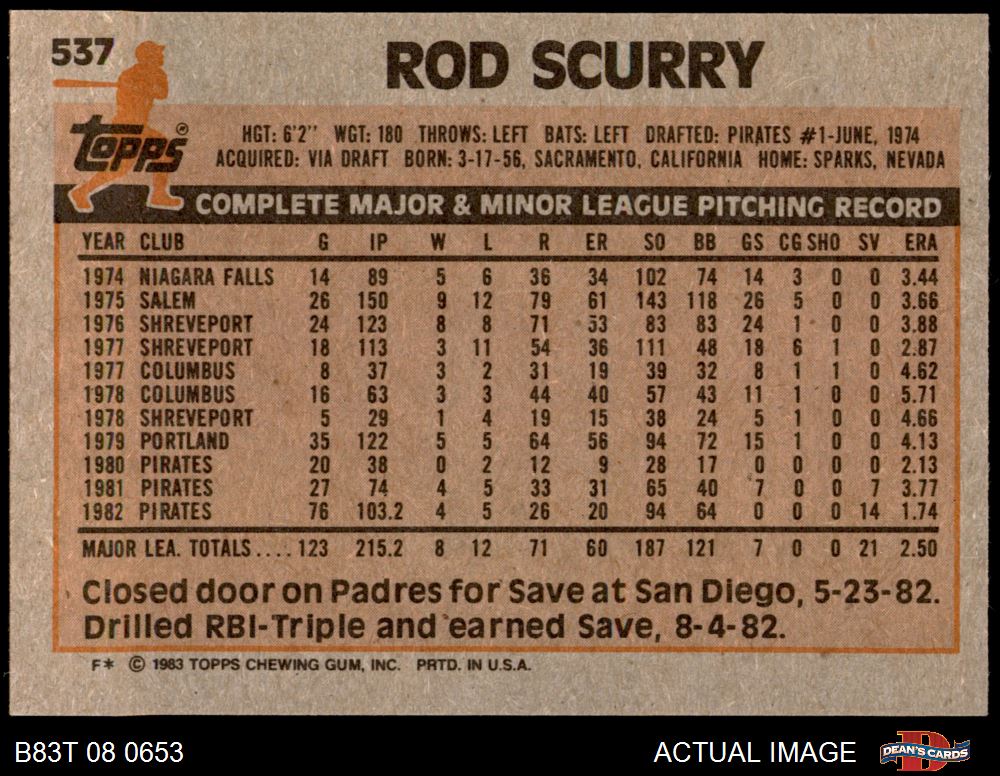 537
ROD SCURRY
Topps®
HGT: 6'2" WGT: 180 THROWS: LEFT BATS: LEFT DRAFTED: PIRATES #1-JUNE, 1974
ACQUIRED: VIA DRAFT BORN: 3-17-56, SACRAMENTO, CALIFORNIA HOME: SPARKS, NEVADA
COMPLETE MAJOR & MINOR LEAGUE PITCHING RECORD
YEAR CLUB G IP W L R ER SO BB GS CG SHO SV ERA
1974 NIAGARA FALLS 14 89 5 6 36 34 102 74 14 3 0 0 3.44
1975 SALEM 26 150 9 12 79 61 143 118 26 5 0 0 3.66
1976 SHREVEPORT 24 123 8 8 71 53 83 83 24 1 0 0 3.88
1977 SHREVEPORT 18 113 3 11 54 36 111 48 18 6 1 0 2.87
1977 COLUMBUS 8 37 3 2 31 19 39 32 8 1 1 0 4.62
1978 COLUMBUS 16 63 3 3 44 40 57 43 11 1 0 0 5.71
1978 SHREVEPORT 5 29 1 4 19 15 38 24 5 1 0 0 4.66
1979 PORTLAND 35 122 5 5 64 56 94 72 15 1 0 0 4.13
1980 PIRATES 20 38 0 2 12 9 28 17 0 0 0 0 2.13
1981 PIRATES 27 74 4 5 33 31 65 40 7 0 0 7 3.77
1982 PIRATES 76 103.2 4 5 26 20 94 64 0 0 0 14 1.74
MAJOR LEA. TOTALS.... 123 215.2 8 12 71 60 187 121 7 0 0 21 2.50
Closed door on Padres for Save at San Diego, 5-23-82.
Drilled RBI-Triple and earned Save, 8-4-82.
F* © 1983 TOPPS CHEWING GUM, INC. PRTD. IN U.S.A.
B83T 08 0653 ACTUAL IMAGE DEAN'S CARDS